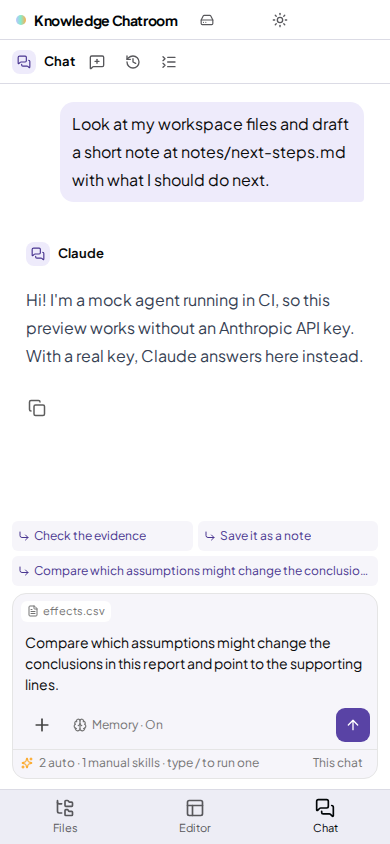 Knowledge Chatroom
Chat
Look at my workspace files and draft
a short note at notes/next-steps.md
with what I should do next.
Claude
Hi! I'm a mock agent running in CI, so this
preview works without an Anthropic API key.
With a real key, Claude answers here instead.
Check the evidence
Save it as a note
Compare which assumptions might change the conclusio...
effects.csv
Compare which assumptions might change the
conclusions in this report and point to the supporting
lines.
Memory · On
2 auto · 1 manual skills · type / to run one
This chat
Files
Editor
Chat